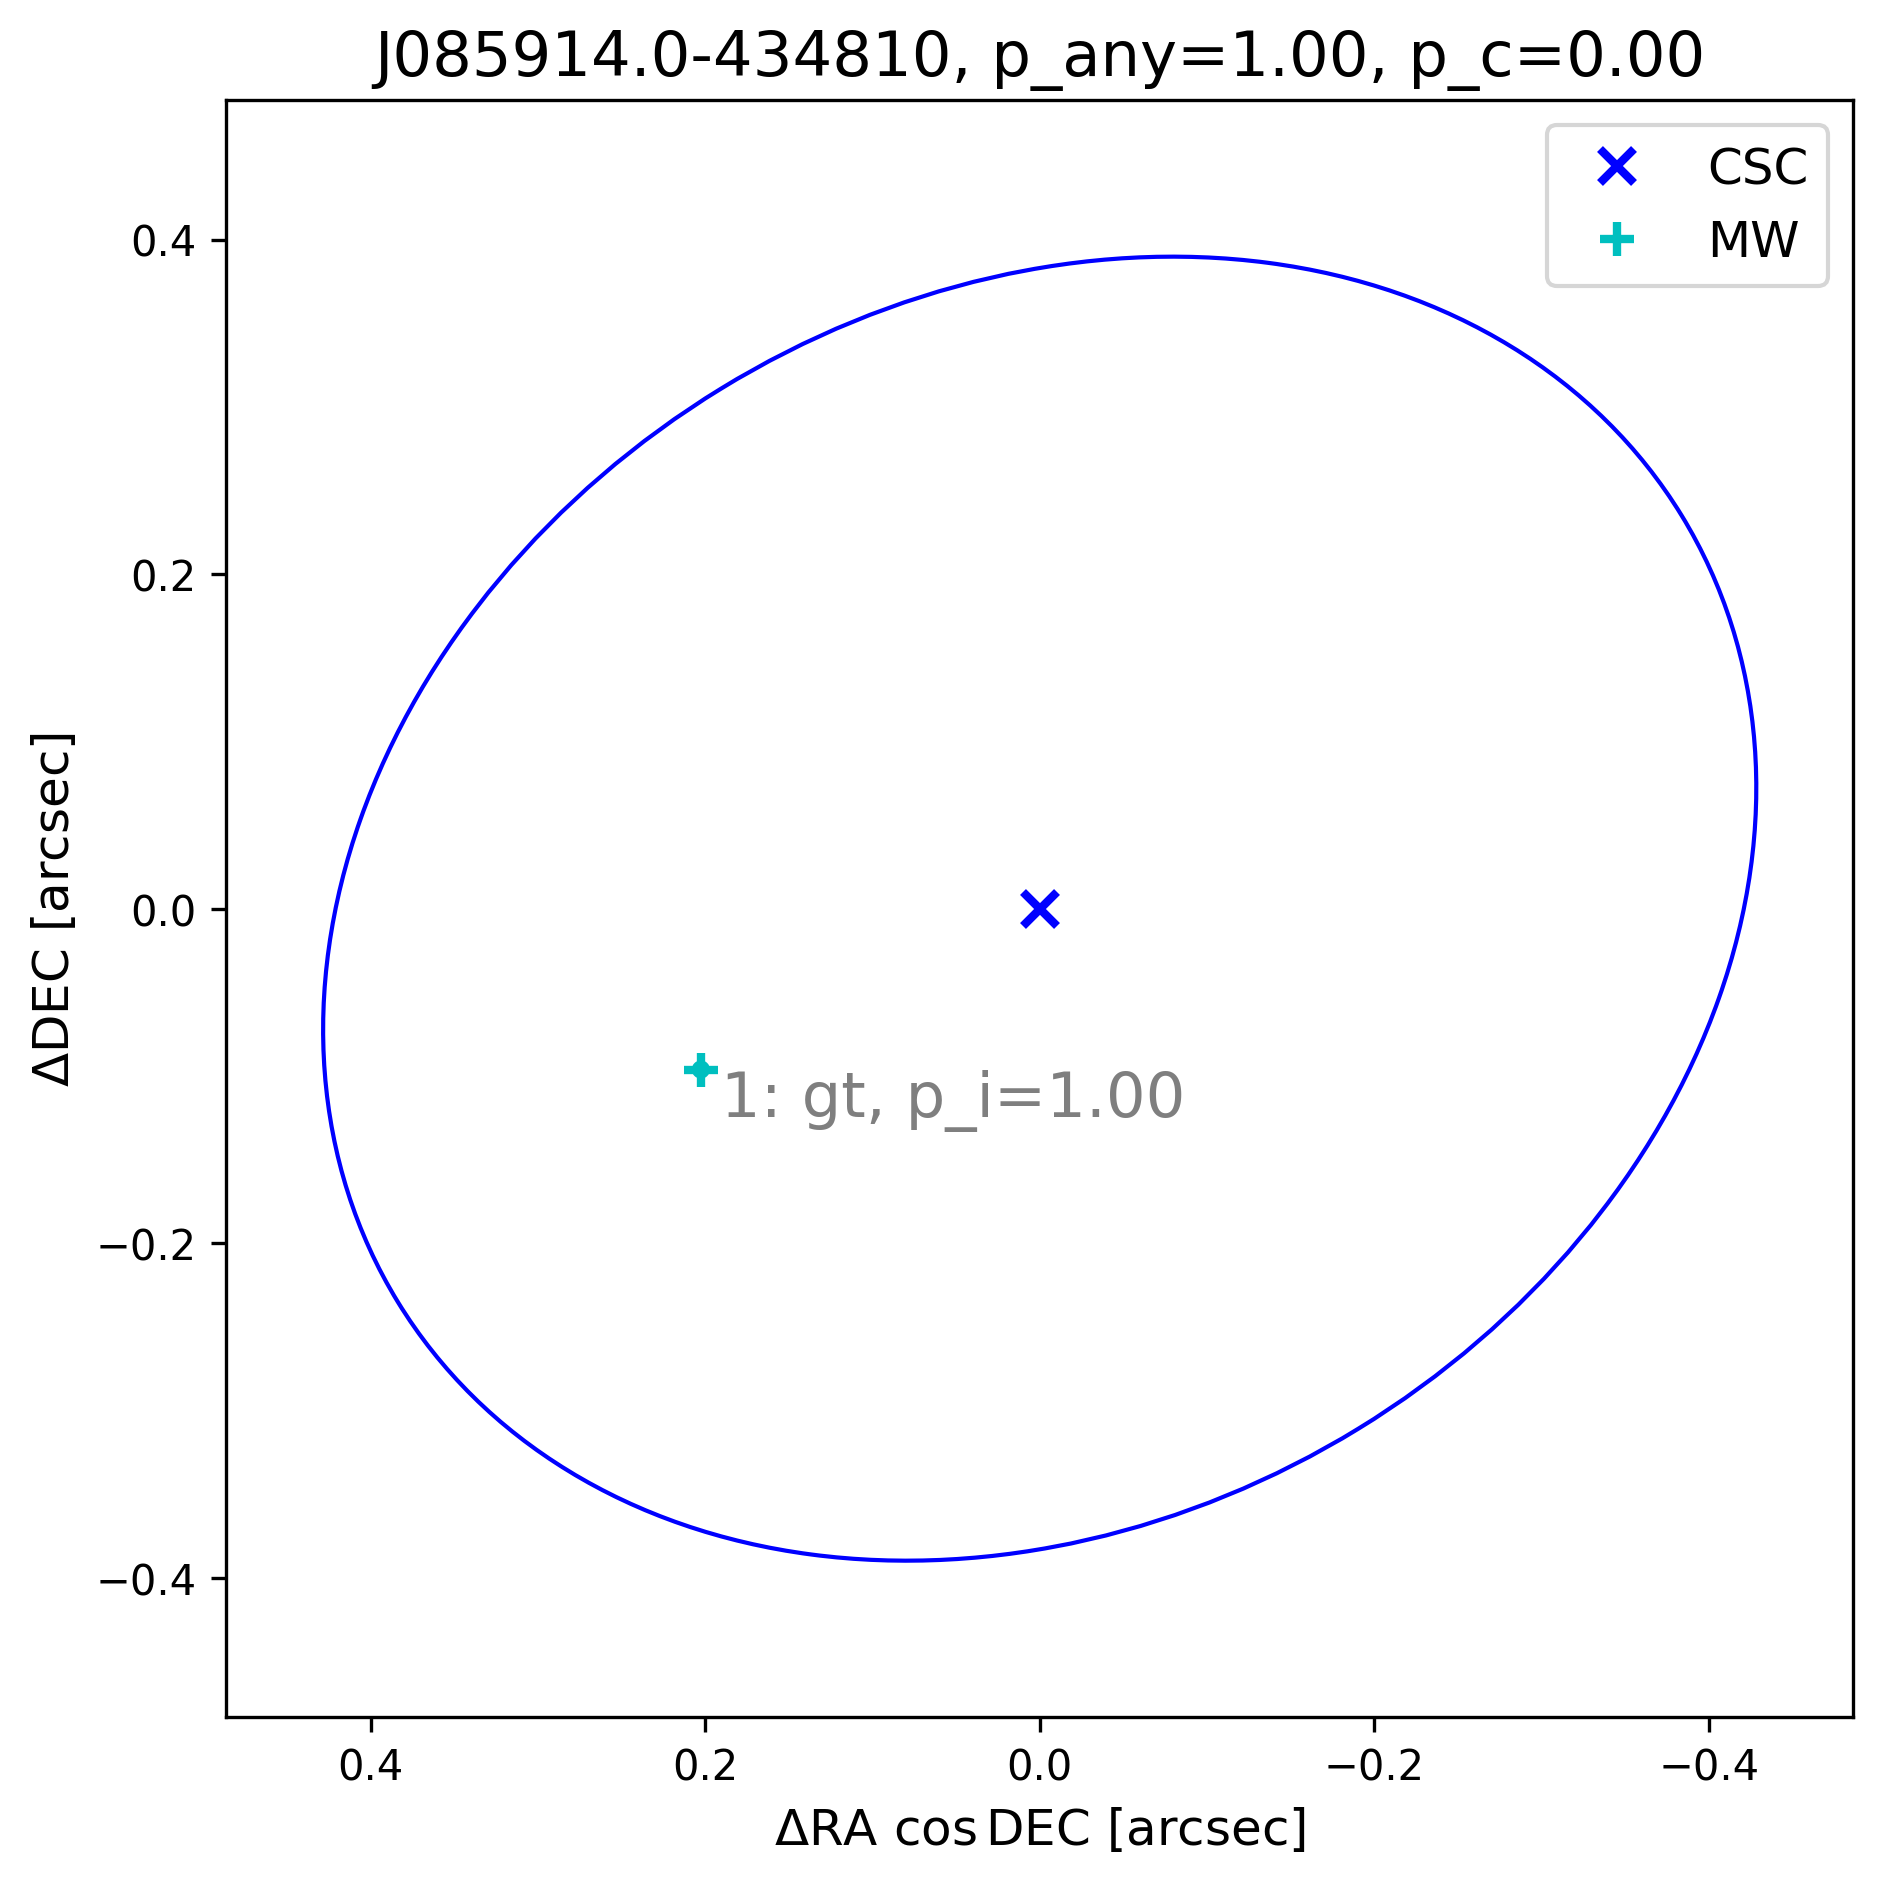 J085914.0-434810, p_any=1.00, p_c=0.00
CSC
MW
0.4
0.2
0.0
−0.2
−0.4
ΔDEC [arcsec]
1: gt, p_i=1.00
0.4 0.2 0.0 −0.2 −0.4
ΔRA cos DEC [arcsec]